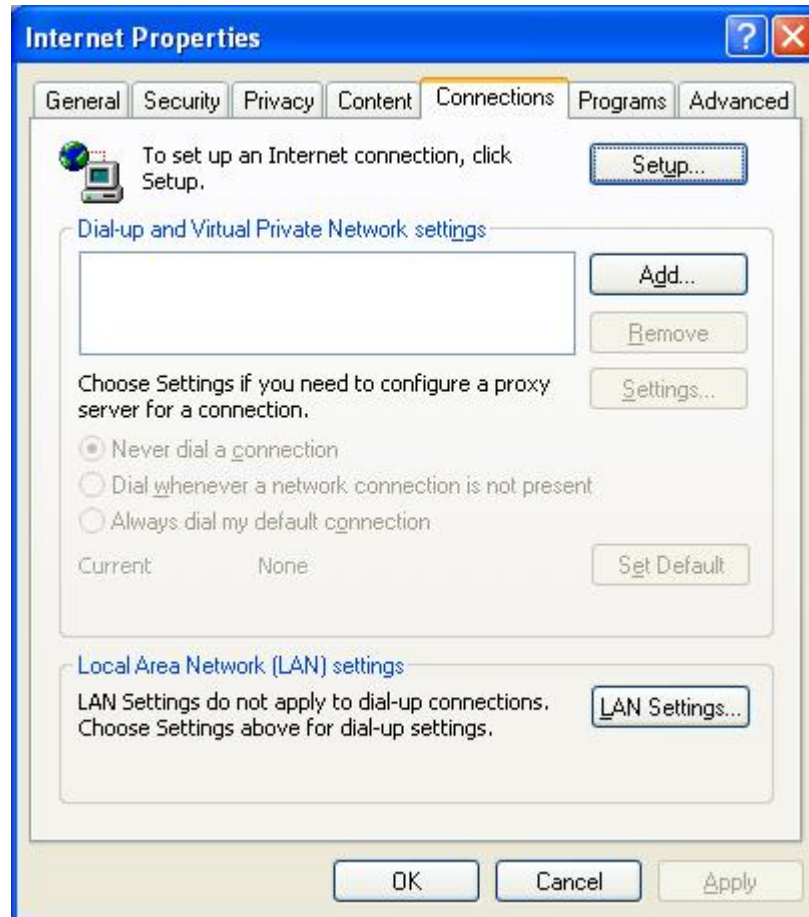 Internet Properties
?
General Security Privacy Content Connections Programs Advanced
To set up an Internet connection, click
Setup.
Setup...
Dial-up and Virtual Private Network settings
Add...
Remove
Choose Settings if you need to configure a proxy
server for a connection.
Settings...
Never dial a connection
Dial whenever a network connection is not present
Always dial my default connection
Current None
Set Default
Local Area Network (LAN) settings
LAN Settings do not apply to dial-up connections.
Choose Settings above for dial-up settings.
LAN Settings...
OK Cancel Apply